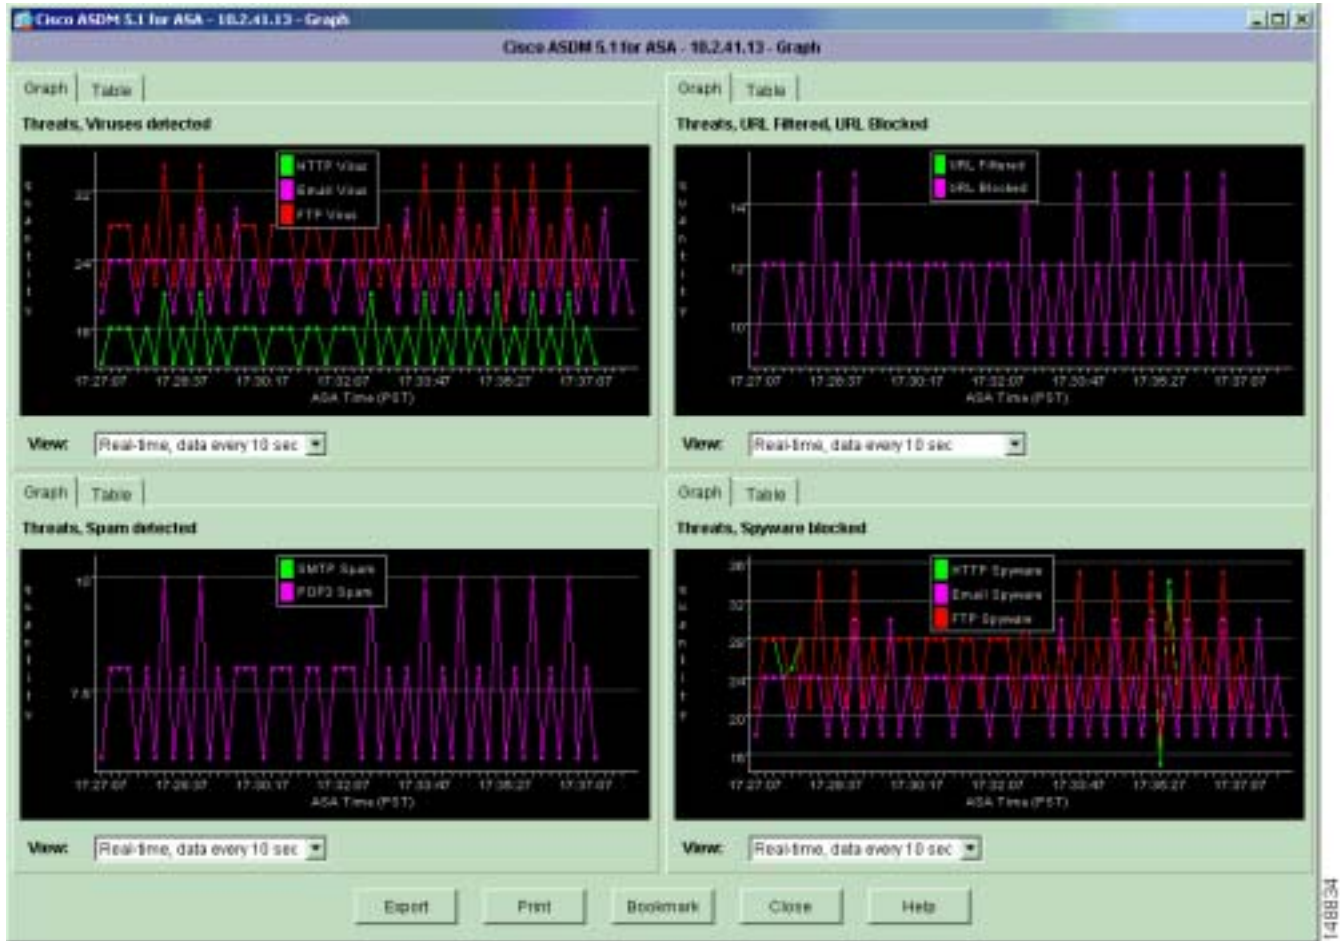 Cisco ASDM 5.1 for ASA - 10.2.41.13 - Graph
Cisco ASDM 5.1 for ASA - 10.2.41.13 - Graph
Graph Table
Threats, Viruses detected
HTTP Virus
Email Virus
FTP Virus
quantity
32
24
16
17:27:07 17:28:37 17:30:17 17:32:07 17:33:47 17:35:27 17:37:07
ASA Time (PST)
View: Real-time, data every 10 sec
Graph Table
Threats, URL Filtered, URL Blocked
URL Filtered
URL Blocked
quantity
14
12
10
17:27:07 17:28:37 17:30:17 17:32:07 17:33:47 17:35:27 17:37:07
ASA Time (PST)
View: Real-time, data every 10 sec
Graph Table
Threats, Spam detected
SMTP Spam
POP3 Spam
quantity
10
7.5
17:27:07 17:28:37 17:30:17 17:32:07 17:33:47 17:35:27 17:37:07
ASA Time (PST)
View: Real-time, data every 10 sec
Graph Table
Threats, Spyware blocked
HTTP Spyware
Email Spyware
FTP Spyware
quantity
36
32
28
24
20
16
17:27:07 17:28:37 17:30:17 17:32:07 17:33:47 17:35:27 17:37:07
ASA Time (PST)
View: Real-time, data every 10 sec
Export Print Bookmark Close Help
148834